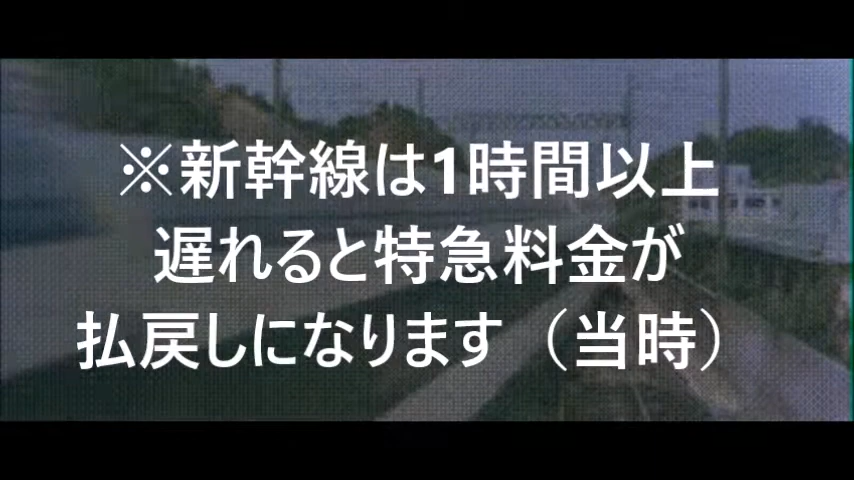 ※新幹線は1時間以上
遅れると特急料金が
払戻しになります（当時）